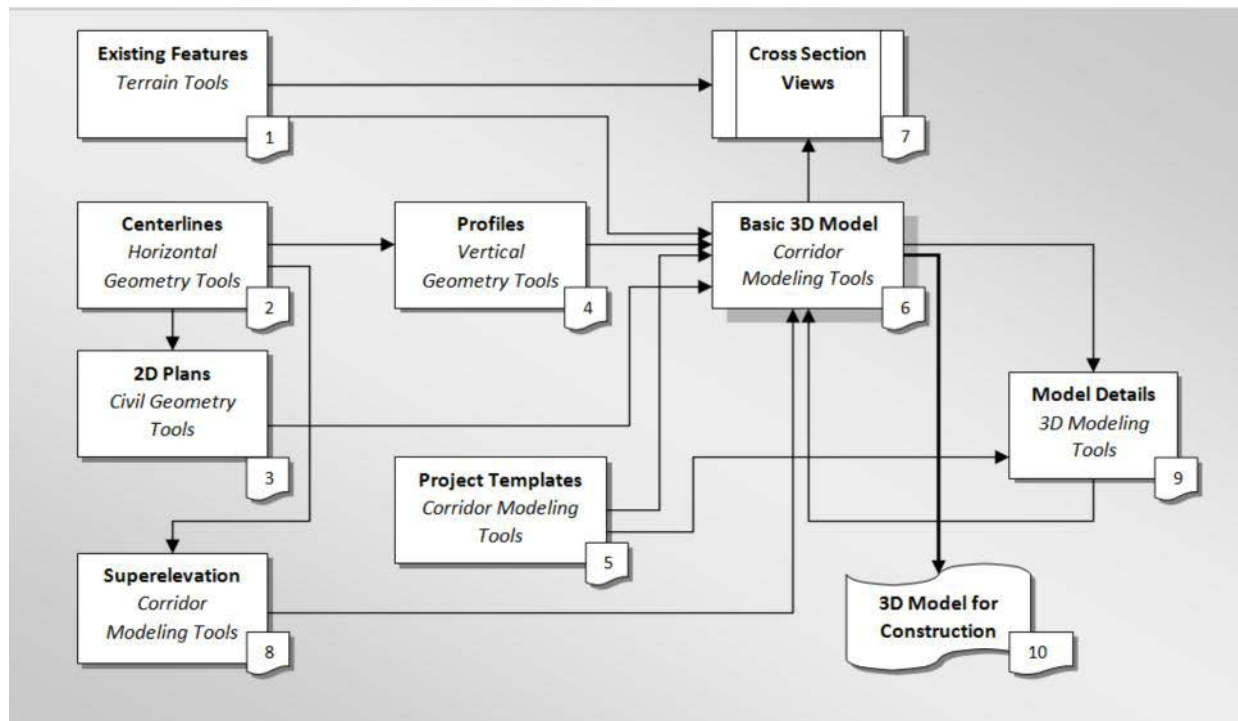 Existing Features
Terrain Tools
1
Cross Section
Views
7
Centerlines
Horizontal
Geometry Tools
2
Profiles
Vertical
Geometry Tools
4
Basic 3D Model
Corridor
Modeling Tools
6
2D Plans
Civil Geometry
Tools
3
Model Details
3D Modeling
Tools
9
Project Templates
Corridor Modeling
Tools
5
Superelevation
Corridor
Modeling Tools
8
3D Model for
Construction
10